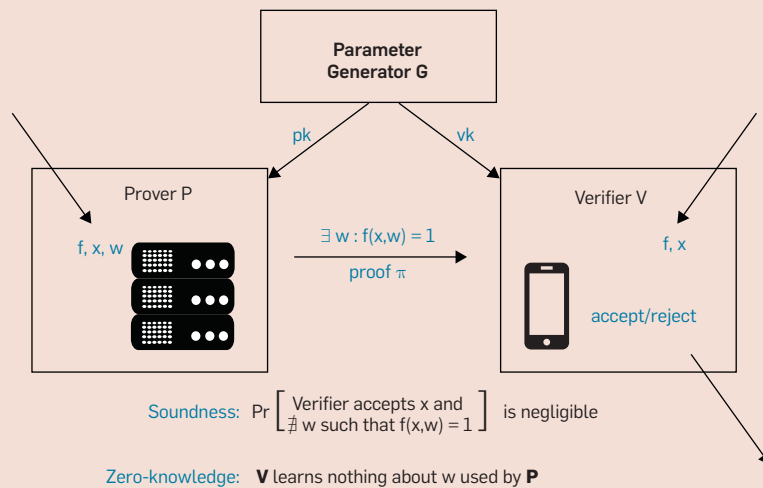 Parameter
Generator G
pk
vk
Prover P
Verifier V
f, x, w
∃ w : f(x,w) = 1
proof π
f, x
accept/reject
Soundness: Pr [ Verifier accepts x and
∄ w such that f(x,w) = 1 ] is negligible
Zero-knowledge: V learns nothing about w used by P